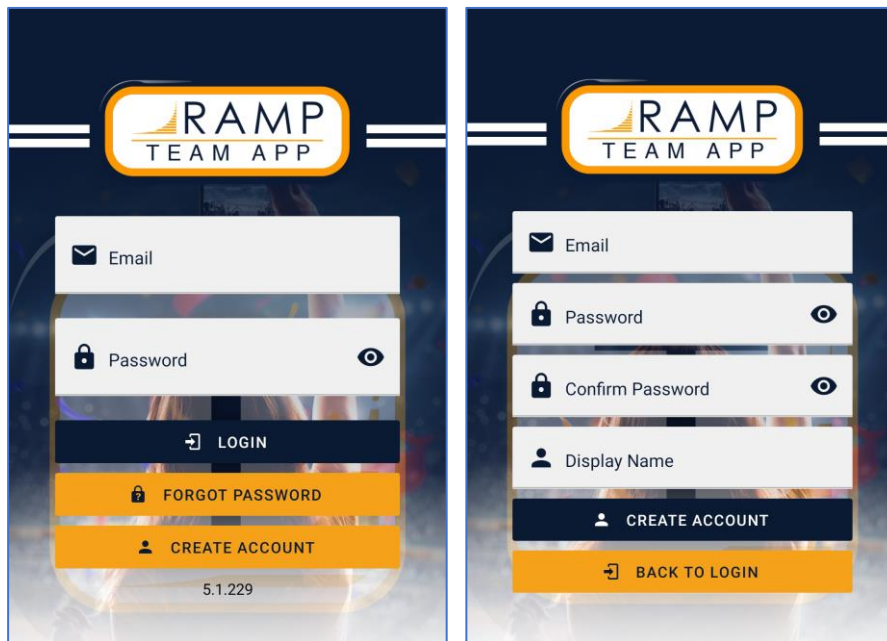 RAMP
TEAM APP
Email
Password
LOGIN
FORGOT PASSWORD
CREATE ACCOUNT
5.1.229
RAMP
TEAM APP
Email
Password
Confirm Password
Display Name
CREATE ACCOUNT
BACK TO LOGIN